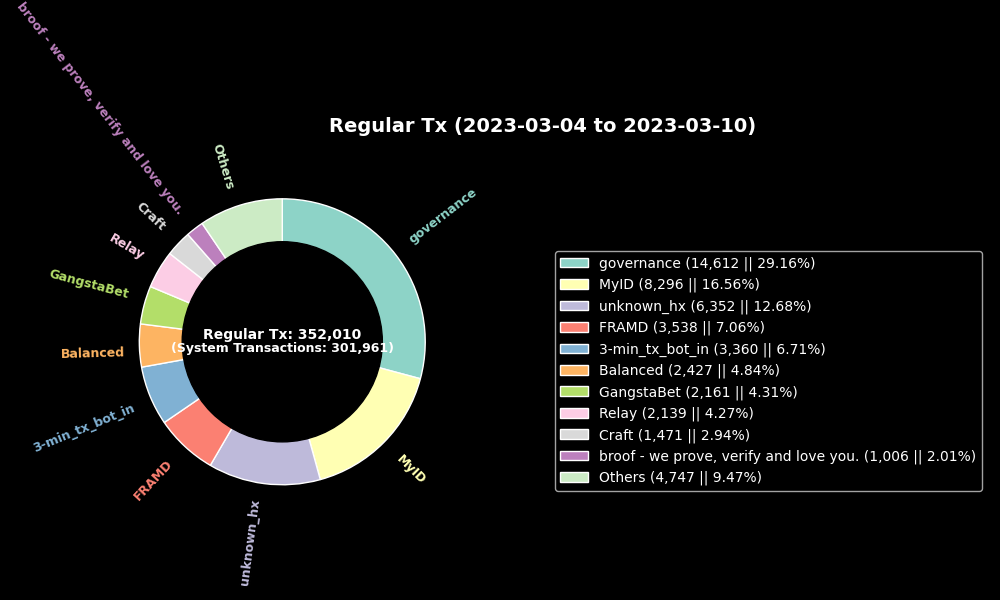 Regular Tx (2023-03-04 to 2023-03-10)
broof - we prove, verify and love you.
Others
Craft
governance
Relay
GangstaBet
Balanced
3-min_tx_bot_in
FRAMD
unknown_hx
MyID
Regular Tx: 352,010
(System Transactions: 301,961)
governance (14,612 || 29.16%)
MyID (8,296 || 16.56%)
unknown_hx (6,352 || 12.68%)
FRAMD (3,538 || 7.06%)
3-min_tx_bot_in (3,360 || 6.71%)
Balanced (2,427 || 4.84%)
GangstaBet (2,161 || 4.31%)
Relay (2,139 || 4.27%)
Craft (1,471 || 2.94%)
broof - we prove, verify and love you. (1,006 || 2.01%)
Others (4,747 || 9.47%)